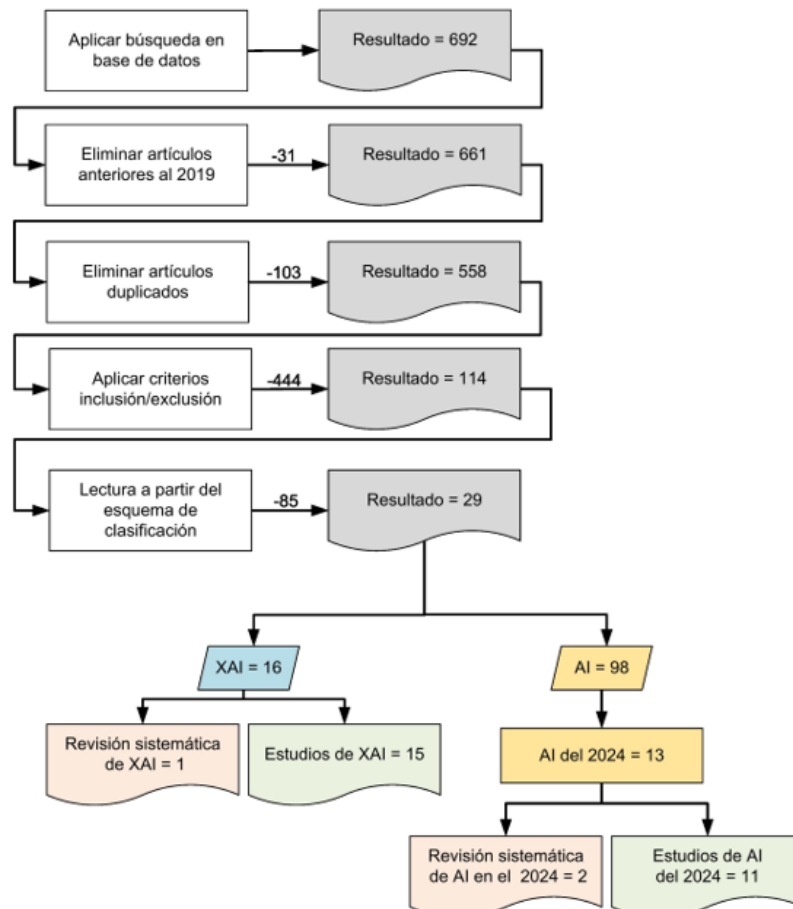 Aplicar búsqueda en
base de datos
Resultado = 692
Eliminar artículos
anteriores al 2019
-31
Resultado = 661
Eliminar artículos
duplicados
-103
Resultado = 558
Aplicar criterios
inclusión/exclusión
-444
Resultado = 114
Lectura a partir del
esquema de
clasificación
-85
Resultado = 29
XAI = 16
AI = 98
Revisión sistemática
de XAI = 1
Estudios de XAI = 15
AI del 2024 = 13
Revisión sistemática
de AI en el 2024 = 2
Estudios de AI
del 2024 = 11